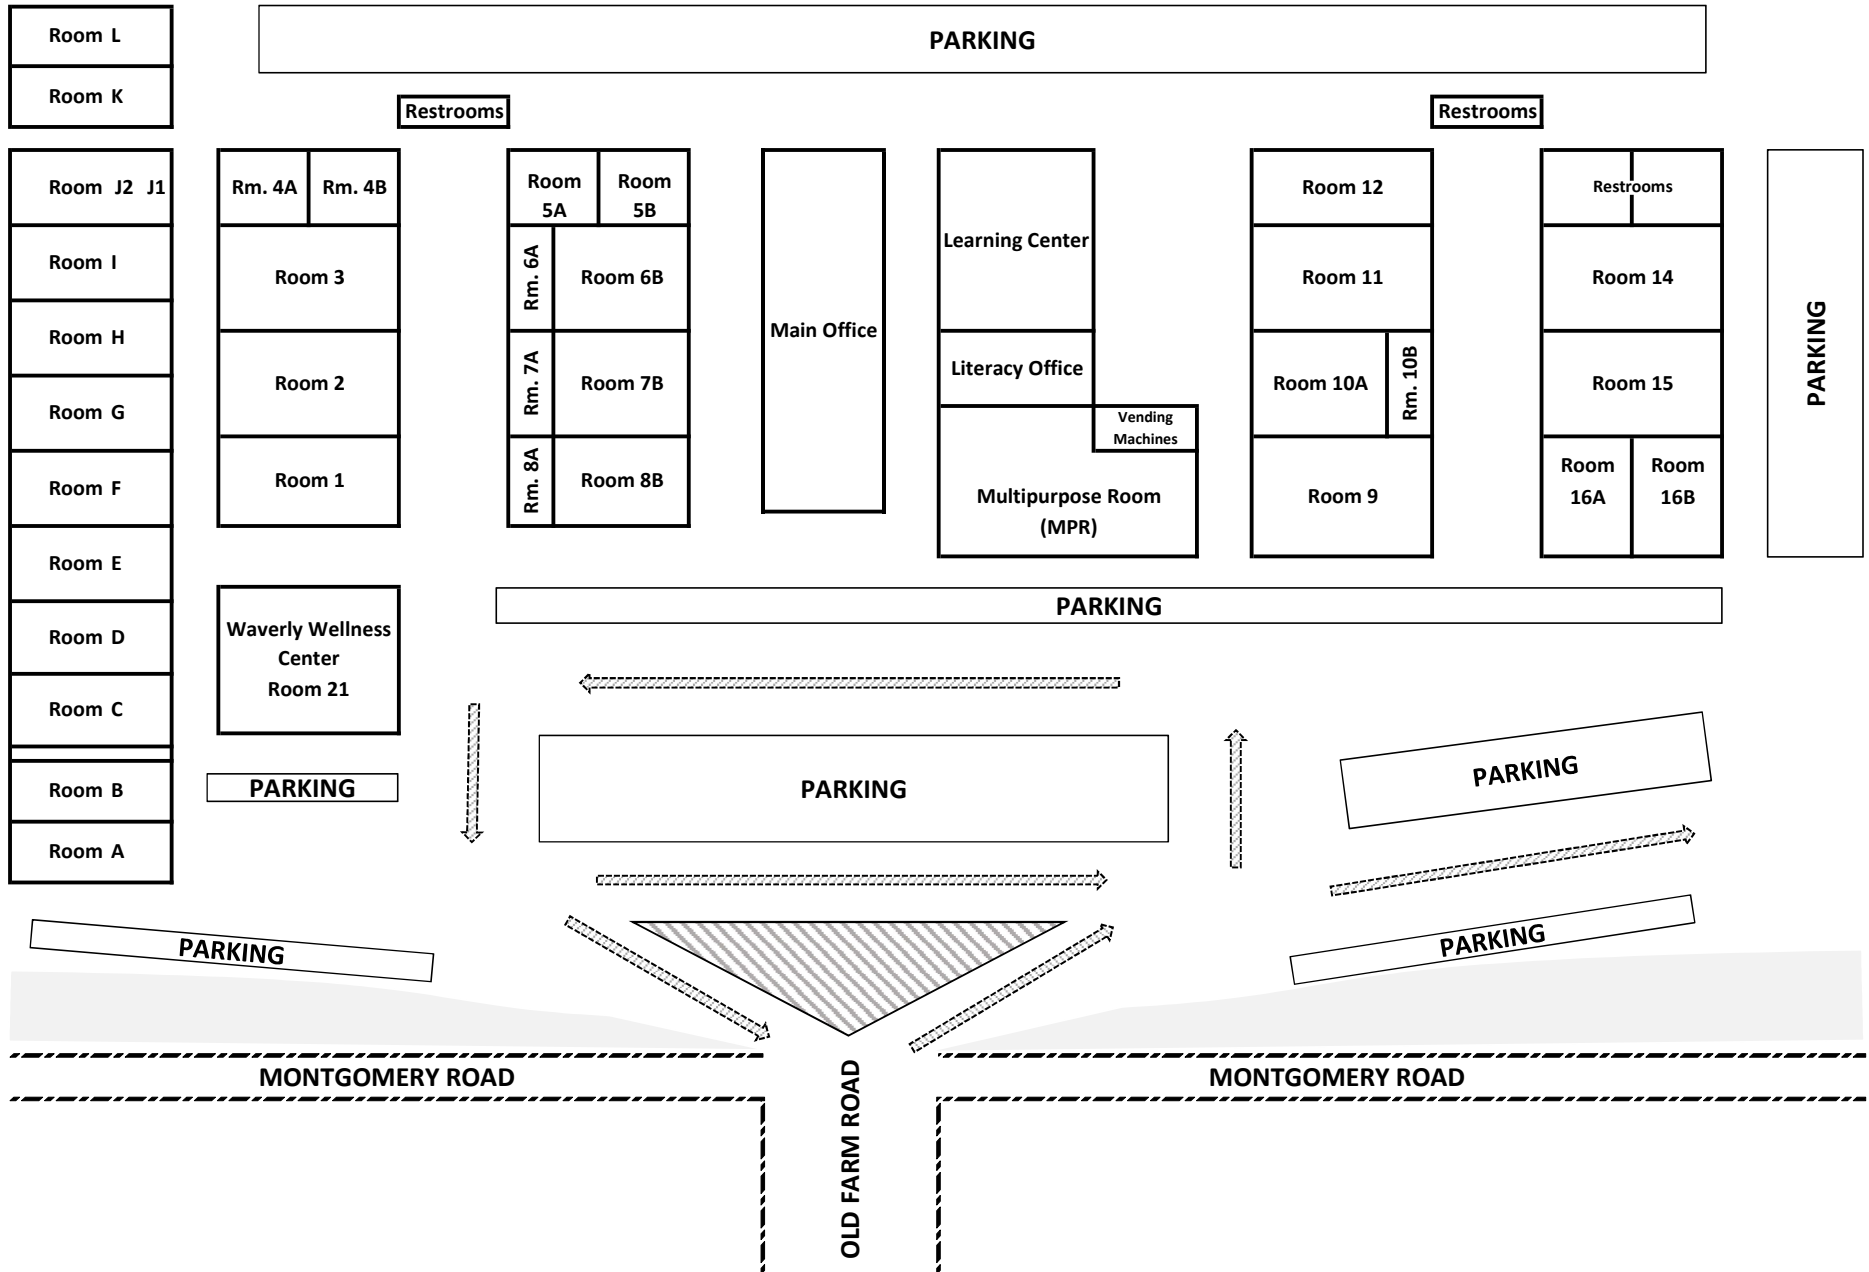 Room L
PARKING
Room K
Restrooms
Restrooms
Room J2 J1
Rm. 4A
Rm. 4B
Room
5A
Room
5B
Room 12
Restrooms
Room I
Room 3
Rm. 6A
Room 6B
Learning Center
Room 11
Room 14
Room H
Main Office
PARKING
Room 2
Rm. 7A
Room 7B
Literacy Office
Room 10A
Rm. 10B
Room 15
Room G
Vending
Machines
Room F
Room 1
Rm. 8A
Room 8B
Multipurpose Room
(MPR)
Room 9
Room
16A
Room
16B
Room E
PARKING
Room D
Waverly Wellness
Center
Room 21
Room C
Room B
PARKING
PARKING
PARKING
Room A
PARKING
PARKING
MONTGOMERY ROAD
MONTGOMERY ROAD
OLD FARM ROAD